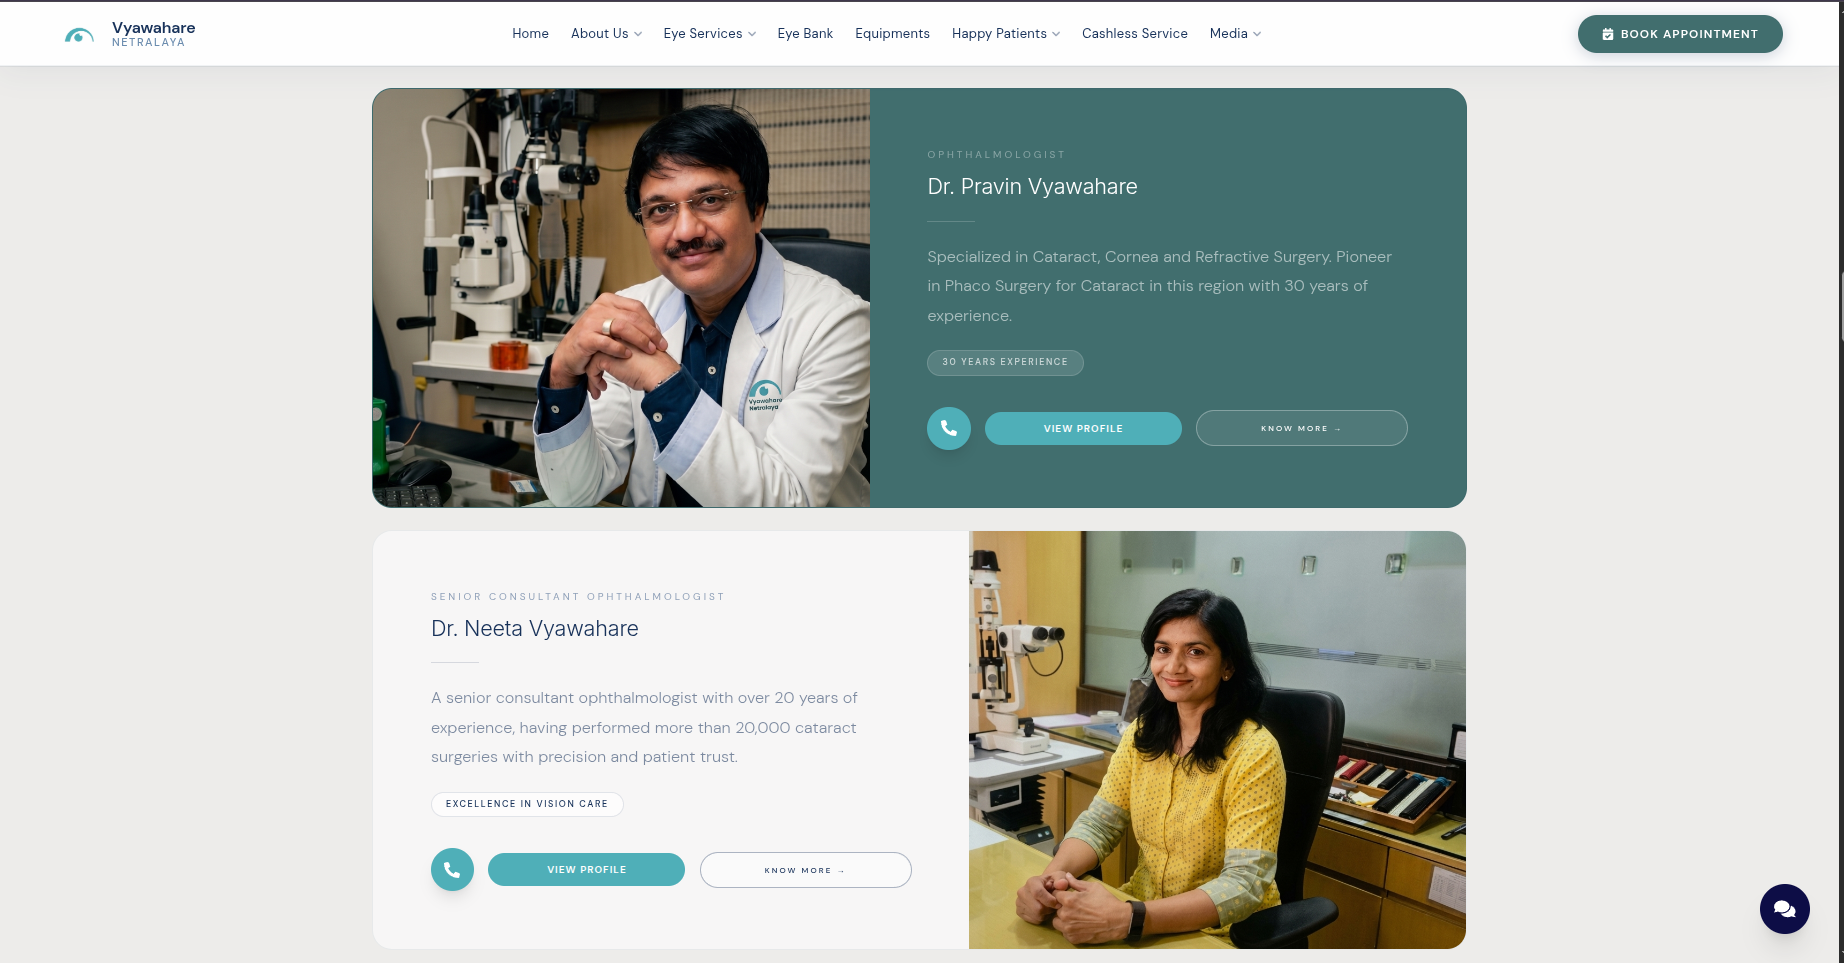 Vyawahare
NETRALAYA
Home About Us Eye Services Eye Bank Equipments Happy Patients Cashless Service Media
BOOK APPOINTMENT
Vyawahare
Netralaya
OPHTHALMOLOGIST
Dr. Pravin Vyawahare
Specialized in Cataract, Cornea and Refractive Surgery. Pioneer
in Phaco Surgery for Cataract in this region with 30 years of
experience.
30 YEARS EXPERIENCE
VIEW PROFILE
KNOW MORE →
SENIOR CONSULTANT OPHTHALMOLOGIST
Dr. Neeta Vyawahare
A senior consultant ophthalmologist with over 20 years of
experience, having performed more than 20,000 cataract
surgeries with precision and patient trust.
EXCELLENCE IN VISION CARE
VIEW PROFILE
KNOW MORE →